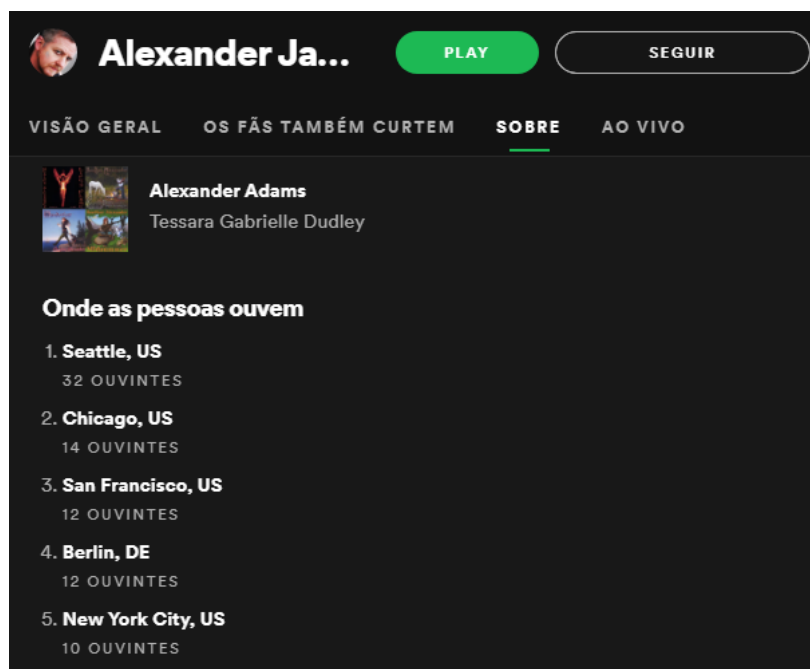 Alexander Ja...
PLAY
SEGUIR
VISÃO GERAL
OS FÃS TAMBÉM CURTEM
SOBRE
AO VIVO
Alexander Adams
Tessara Gabrielle Dudley
Onde as pessoas ouvem
1. Seattle, US
32 OUVINTES
2. Chicago, US
14 OUVINTES
3. San Francisco, US
12 OUVINTES
4. Berlin, DE
12 OUVINTES
5. New York City, US
10 OUVINTES